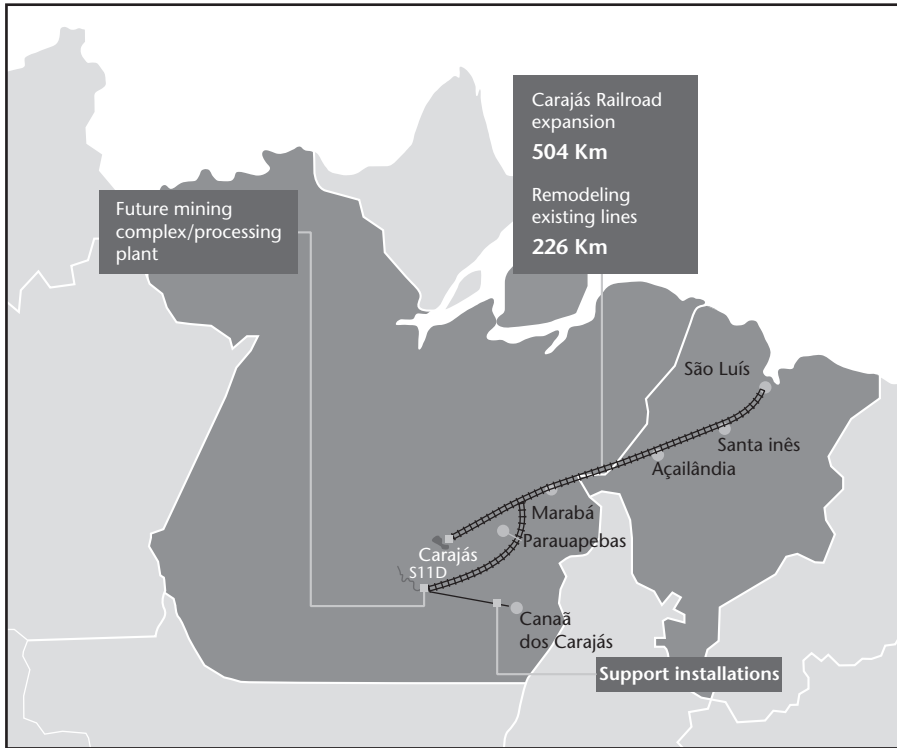 Carajás Railroad
expansion
504 Km
Remodeling
existing lines
226 Km
Future mining
complex/processing
plant
São Luís
Santa inês
Açailândia
Marabá
Parauapebas
Carajás
S11D
Canaã
dos Carajás
Support installations